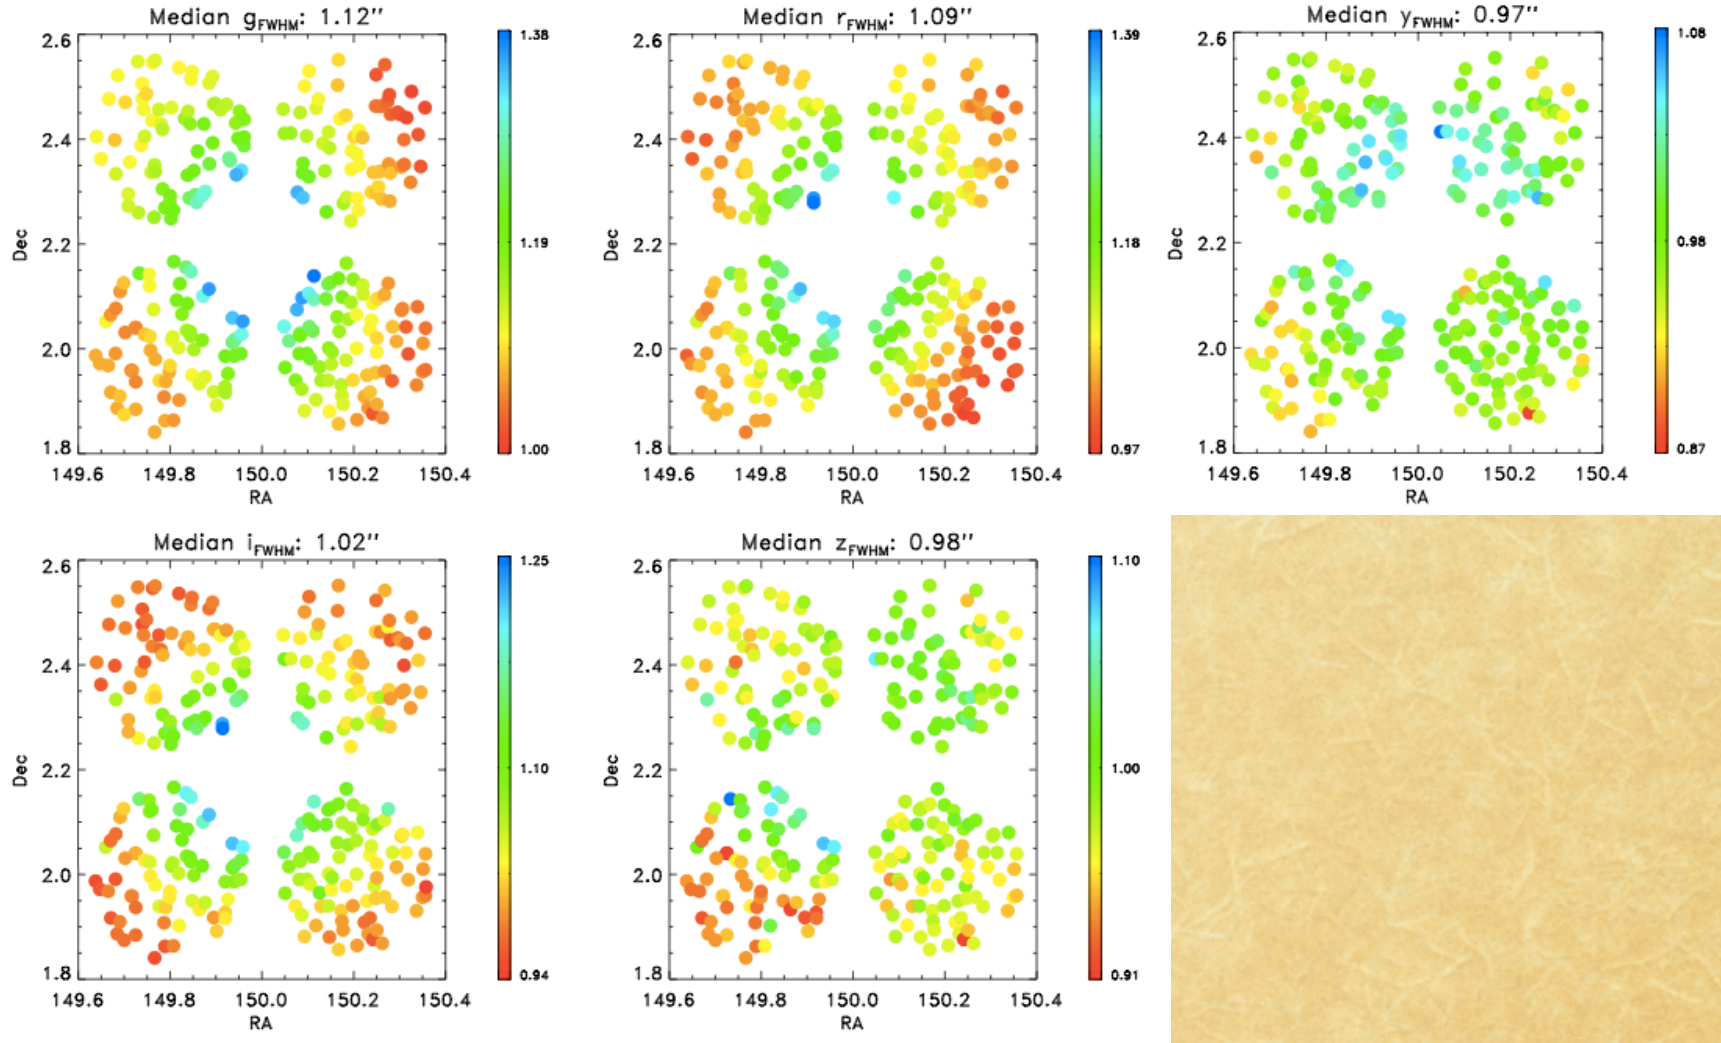 Median gFWHM: 1.12″
2.6
2.4
2.2
2.0
1.8
149.6 149.8 150.0 150.2 150.4
Dec
RA
1.38
1.19
1.00
Median rFWHM: 1.09″
2.6
2.4
2.2
2.0
1.8
149.6 149.8 150.0 150.2 150.4
Dec
RA
1.39
1.18
0.97
Median yFWHM: 0.97″
2.6
2.4
2.2
2.0
1.8
149.6 149.8 150.0 150.2 150.4
Dec
RA
1.08
0.98
0.87
Median iFWHM: 1.02″
2.6
2.4
2.2
2.0
1.8
149.6 149.8 150.0 150.2 150.4
Dec
RA
1.25
1.10
0.94
Median zFWHM: 0.98″
2.6
2.4
2.2
2.0
1.8
149.6 149.8 150.0 150.2 150.4
Dec
RA
1.10
1.00
0.91